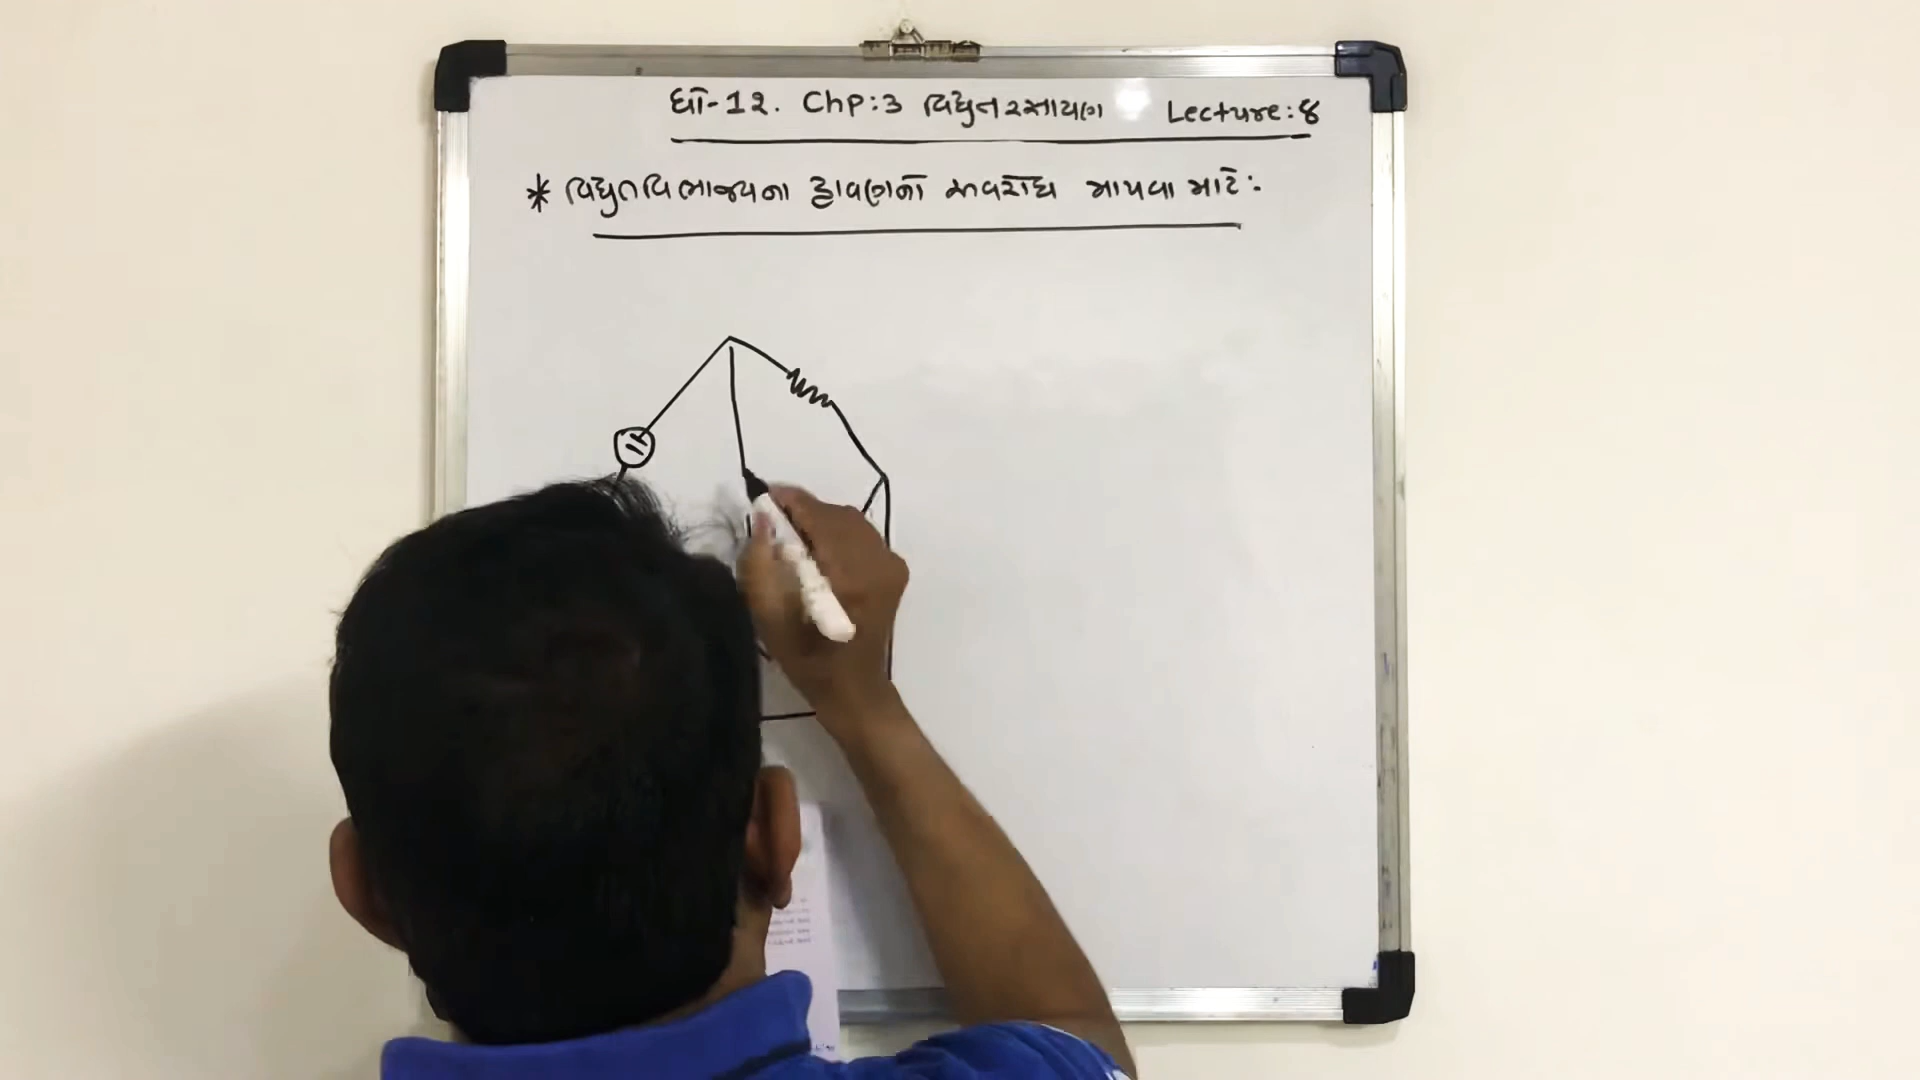 ધો-12. Chp:3 વિદ્યુતરસાયણ Lecture: 8
* વિદ્યુતવિભાજ્યના દ્રાવણનો અવરોધ માપવા માટે: